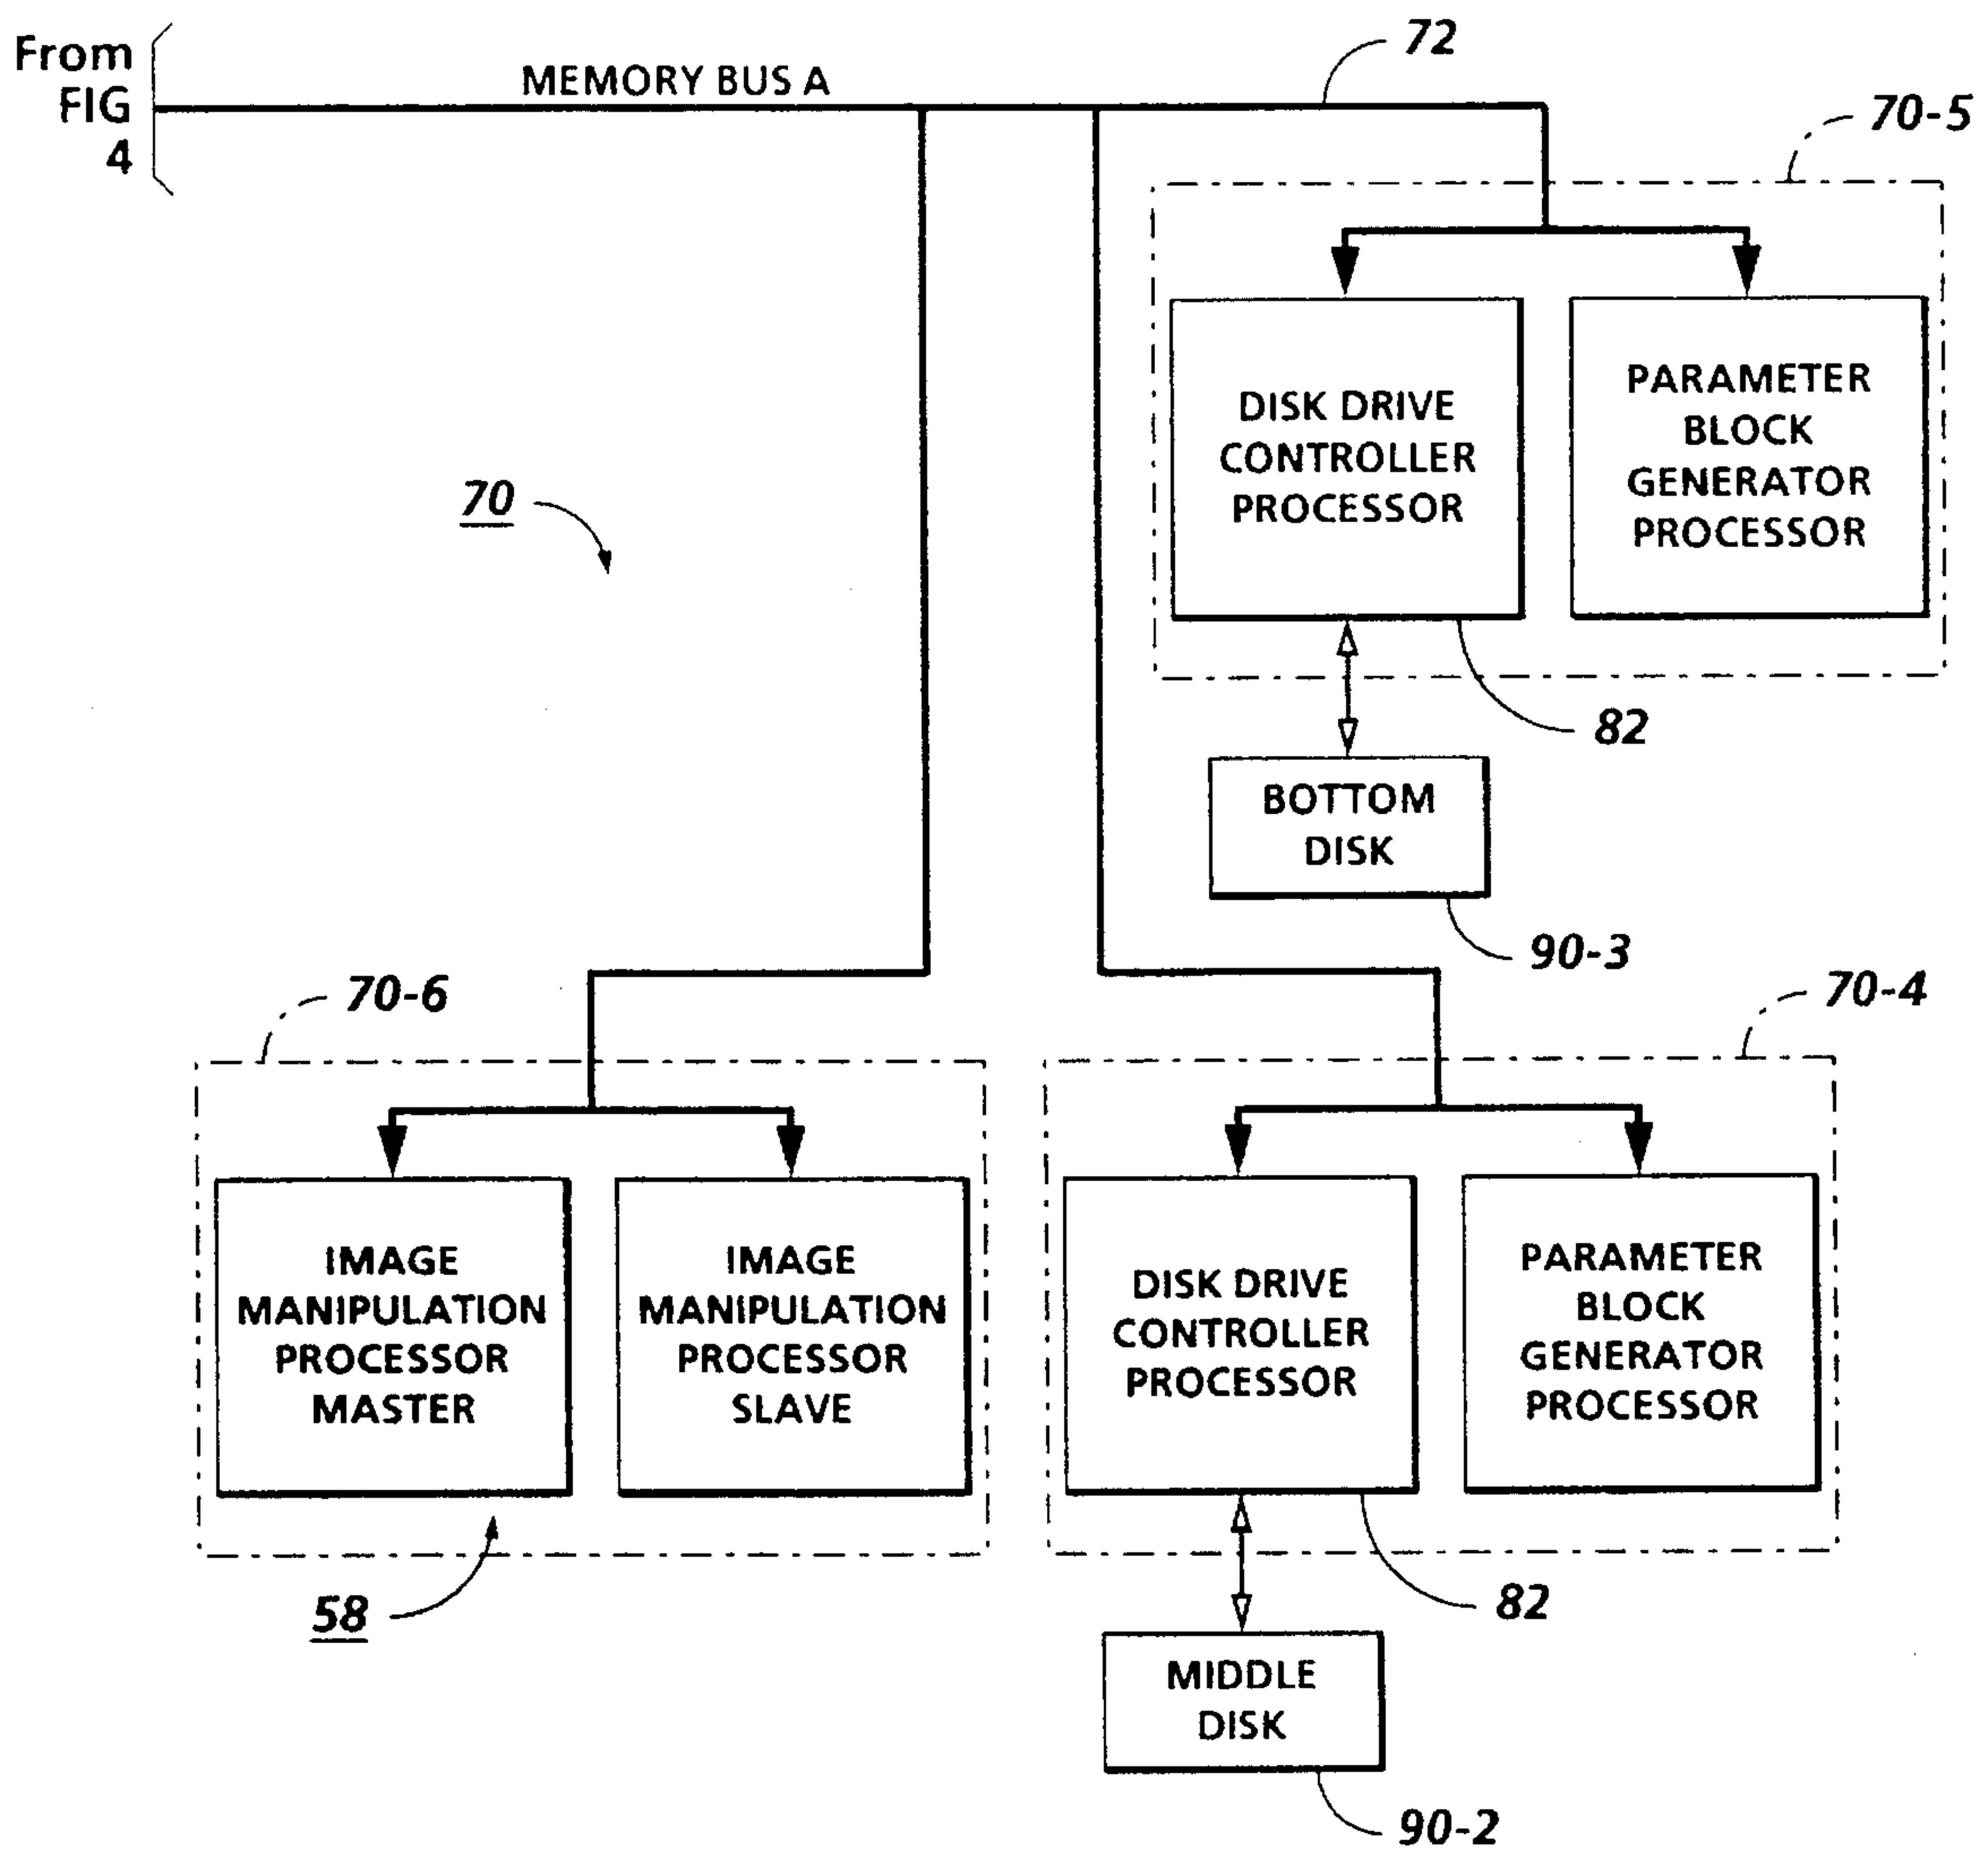 From
FIG
4
MEMORY BUS A
72
70-5
DISK DRIVE
CONTROLLER
PROCESSOR
PARAMETER
BLOCK
GENERATOR
PROCESSOR
70
82
BOTTOM
DISK
90-3
70-6
70-4
IMAGE
MANIPULATION
PROCESSOR
MASTER
IMAGE
MANIPULATION
PROCESSOR
SLAVE
DISK DRIVE
CONTROLLER
PROCESSOR
PARAMETER
BLOCK
GENERATOR
PROCESSOR
58
82
MIDDLE
DISK
90-2